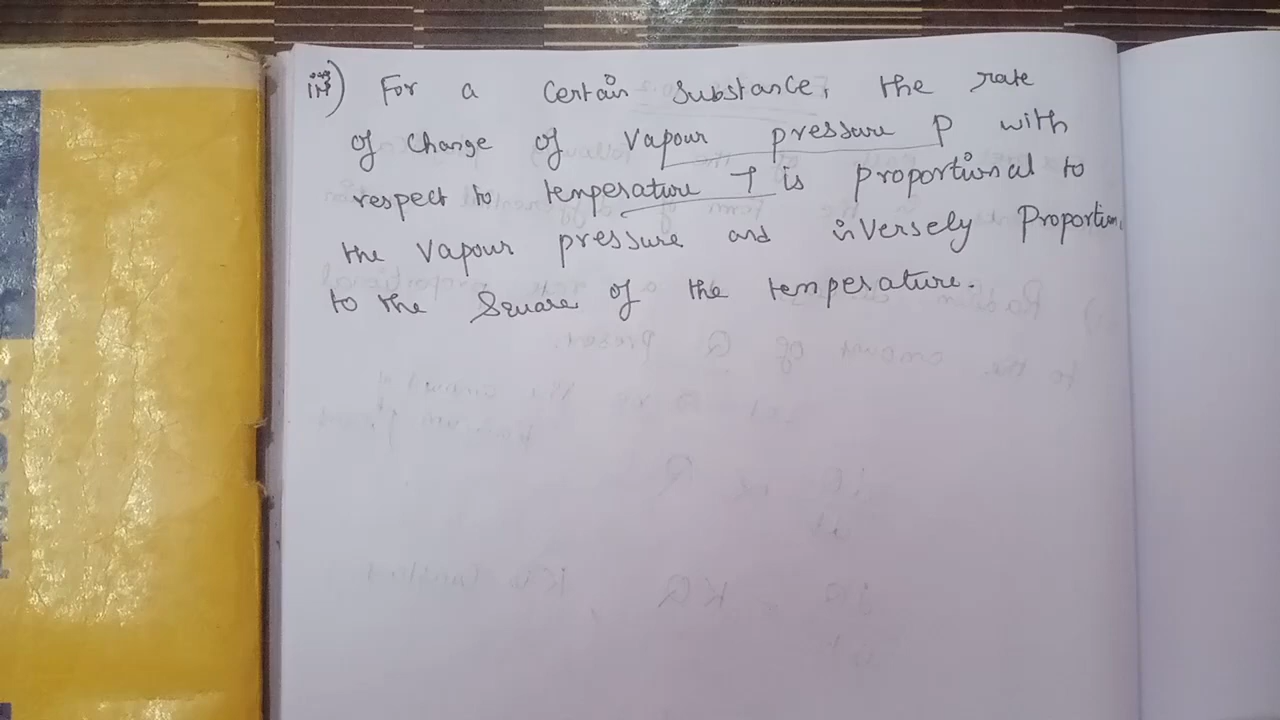 iii) For a certain substance, the rate
of change of vapour pressure P with
respect to temperature T is proportional to
the vapour pressure and inversely proportion
to the square of the temperature.